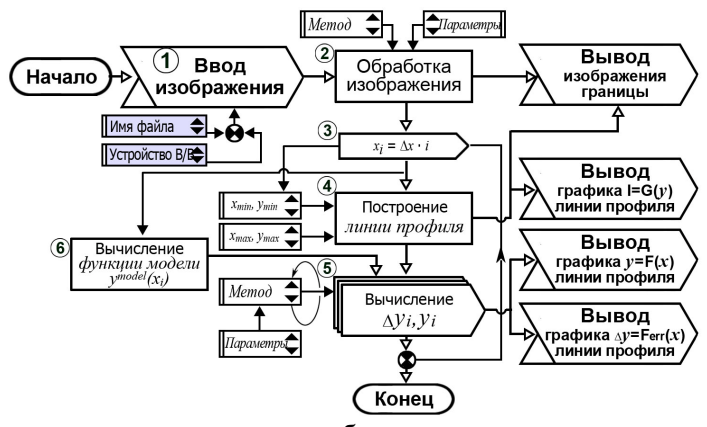 Метод
Параметры
Начало
① Ввод
изображения
②
Обработка
изображения
Вывод
изображения
границы
Имя файла
Устройство В/В
③
xᵢ = Δx · i
④
xmin, ymin
xmax, ymax
Построение
линии профиля
Вывод
графика I=G(y)
линии профиля
⑥
Вычисление
функции модели
y^model(xᵢ)
Метод
Параметры
⑤
Вычисление
Δyᵢ, yᵢ
Вывод
графика y=F(x)
линии профиля
Вывод
графика Δy=Ferr(x)
линии профиля
Конец